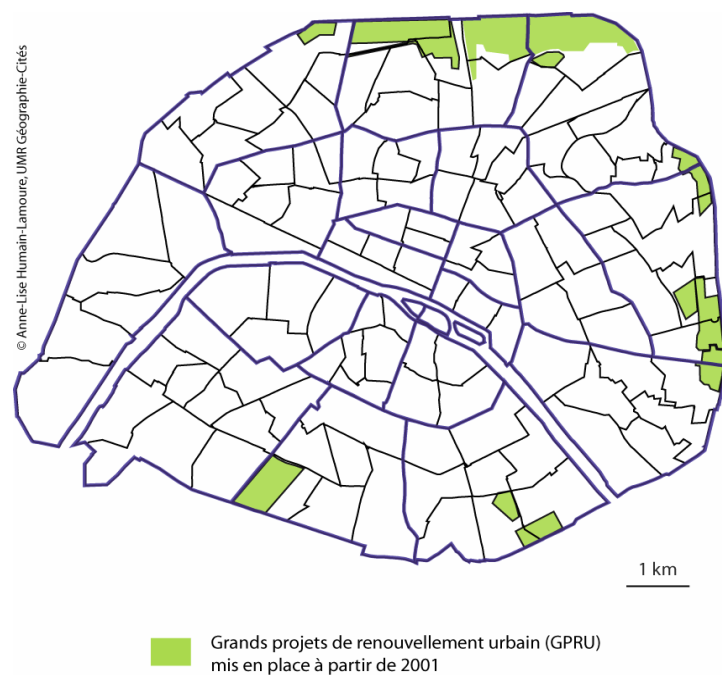 © Anne-Lise Humain-Lamoure, UMR Géographie-Cités
1 km
Grands projets de renouvellement urbain (GPRU)
mis en place à partir de 2001